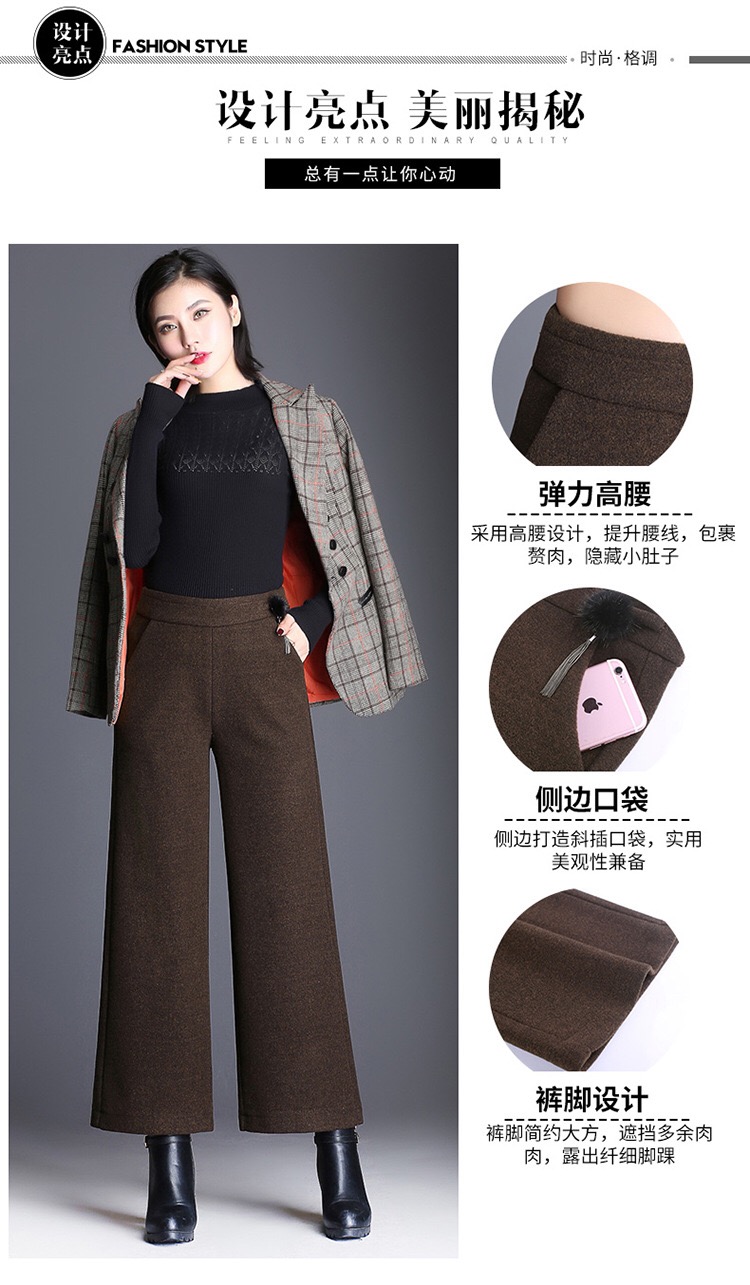 设计
亮点
FASHION STYLE
时尚·格调
设计亮点 美丽揭秘
FEELING EXTRAORDINARY QUALITY
总有一点让你心动
弹力高腰
采用高腰设计，提升腰线，包裹
赘肉，隐藏小肚子
侧边口袋
侧边打造斜插口袋，实用
美观性兼备
裤脚设计
裤脚简约大方，遮挡多余肉
肉，露出纤细脚踝